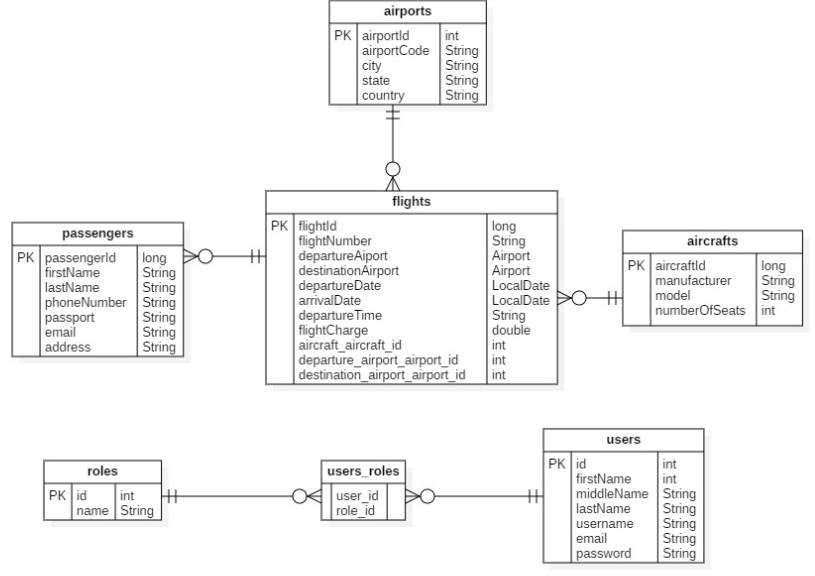 airports
PK airportId int
airportCode String
city String
state String
country String
flights
PK flightId long
flightNumber String
departureAiport Airport
destinationAirport Airport
departureDate LocalDate
arrivalDate LocalDate
departureTime String
flightCharge double
aircraft_aircraft_id int
departure_airport_airport_id int
destination_airport_airport_id int
passengers
PK passengerId long
firstName String
lastName String
phoneNumber String
passport String
email String
address String
aircrafts
PK aircraftId long
manufacturer String
model String
numberOfSeats int
roles
PK id int
name String
users_roles
user_id
role_id
users
PK id int
firstName int
middleName String
lastName String
username String
email String
password String